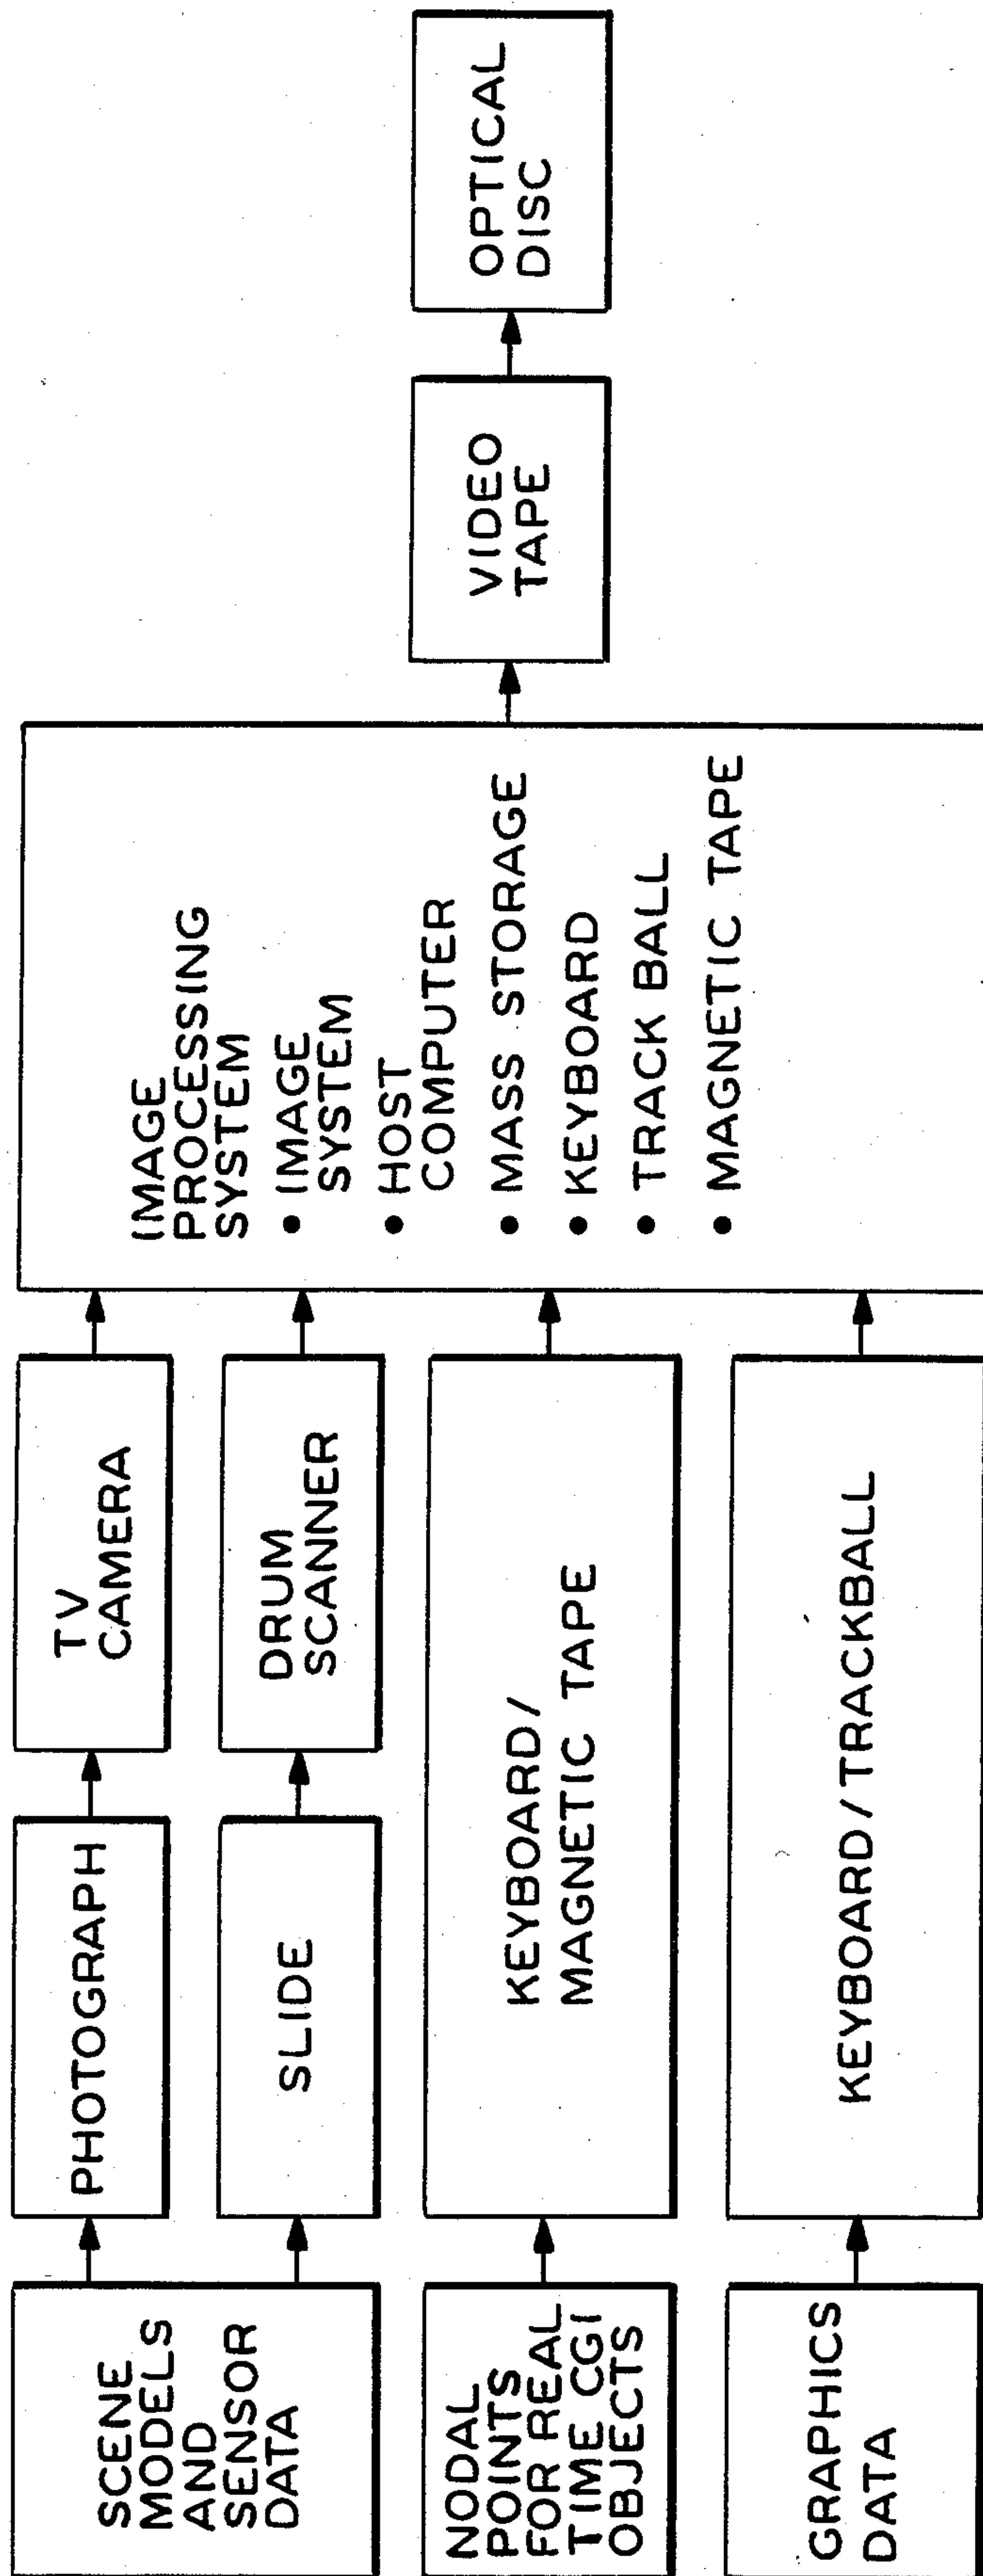 SCENE
MODELS
AND
SENSOR
DATA
PHOTOGRAPH
TV
CAMERA
SLIDE
DRUM
SCANNER
NODAL
POINTS
FOR REAL
TIME CGI
OBJECTS
KEYBOARD/
MAGNETIC TAPE
GRAPHICS
DATA
KEYBOARD/TRACKBALL
IMAGE
PROCESSING
SYSTEM
• IMAGE
SYSTEM
• HOST
COMPUTER
• MASS STORAGE
• KEYBOARD
• TRACK BALL
• MAGNETIC TAPE
VIDEO
TAPE
OPTICAL
DISC